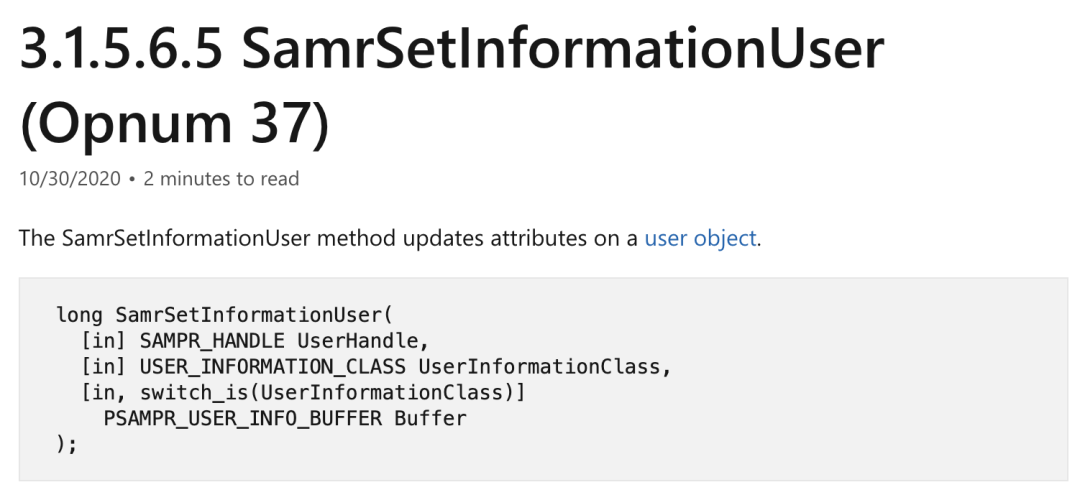 3.1.5.6.5 SamrSetInformationUser
(Opnum 37)
10/30/2020 • 2 minutes to read
The SamrSetInformationUser method updates attributes on a user object.
long SamrSetInformationUser(
[in] SAMPR_HANDLE UserHandle,
[in] USER_INFORMATION_CLASS UserInformationClass,
[in, switch_is(UserInformationClass)]
PSAMPR_USER_INFO_BUFFER Buffer
);